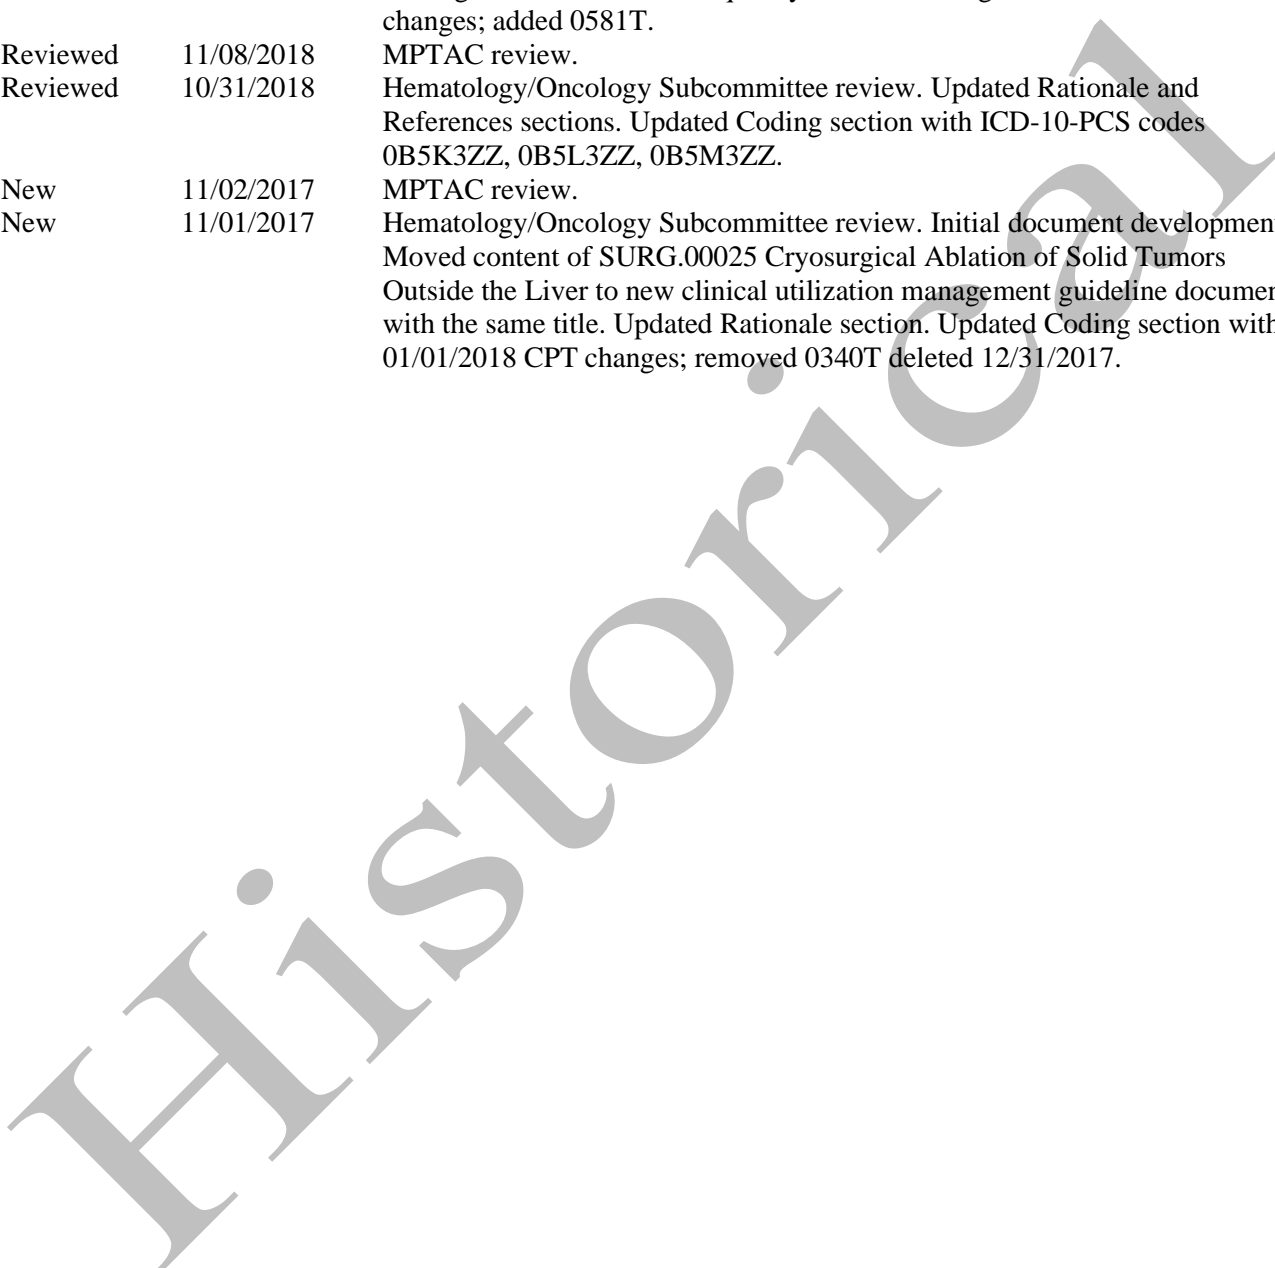 changes; added 0581T.
Reviewed 11/08/2018 MPTAC review.
Reviewed 10/31/2018 Hematology/Oncology Subcommittee review. Updated Rationale and
References sections. Updated Coding section with ICD-10-PCS codes
0B5K3ZZ, 0B5L3ZZ, 0B5M3ZZ.
New 11/02/2017 MPTAC review.
New 11/01/2017 Hematology/Oncology Subcommittee review. Initial document development
Moved content of SURG.00025 Cryosurgical Ablation of Solid Tumors
Outside the Liver to new clinical utilization management guideline documen
with the same title. Updated Rationale section. Updated Coding section with
01/01/2018 CPT changes; removed 0340T deleted 12/31/2017.
Historical